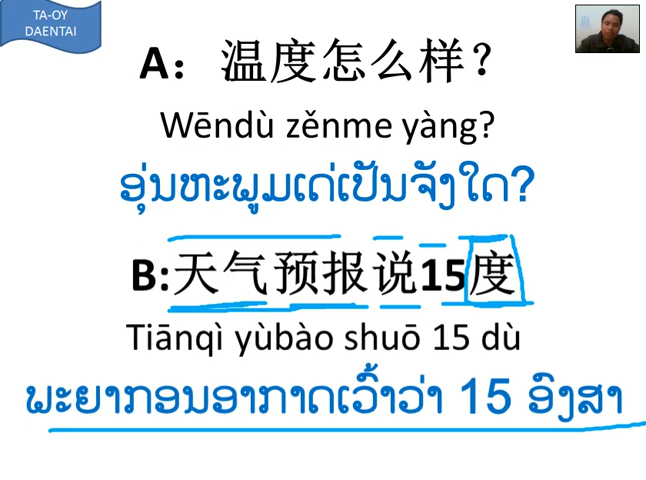 TA-OY
DAENTAI
A：温度怎么样？
Wēndù zěnme yàng?
ອຸ່ນຫະພູມເດ່ເປັນຈັ່ງໃດ?
B:天气预报说15度
Tiānqì yùbào shuō 15 dù
ພະຍາກອນອາກາດເວົ້າວ່າ 15 ອົງສາ